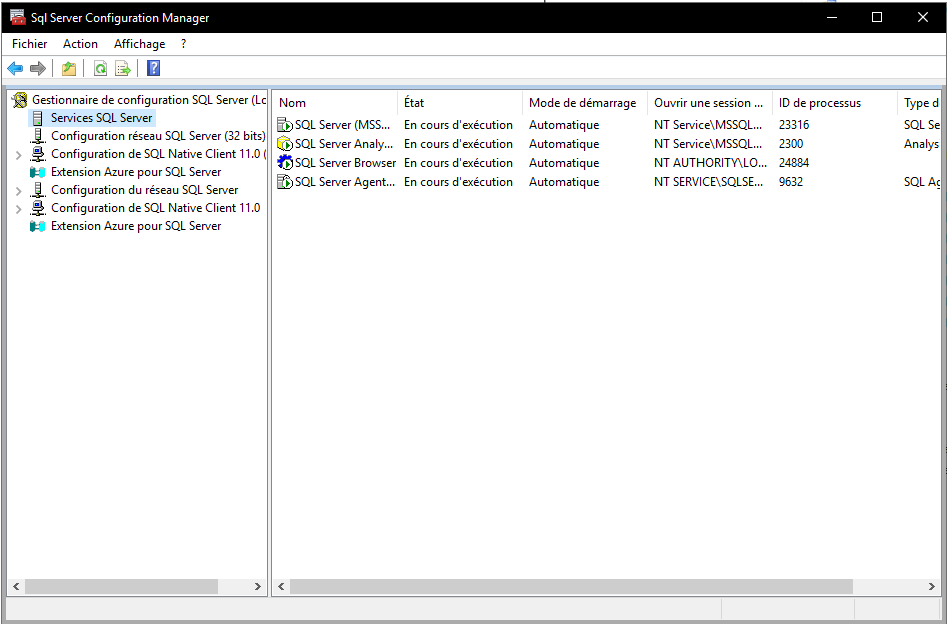 Sql Server Configuration Manager
Fichier Action Affichage ?
Gestionnaire de configuration SQL Server (Lc
Services SQL Server
Configuration réseau SQL Server (32 bits)
Configuration de SQL Native Client 11.0 (
Extension Azure pour SQL Server
Configuration du réseau SQL Server
Configuration de SQL Native Client 11.0
Extension Azure pour SQL Server
Nom État Mode de démarrage Ouvrir une session ... ID de processus Type d
SQL Server (MSS... En cours d'exécution Automatique NT Service\MSSQL... 23316 SQL Se
SQL Server Analy... En cours d'exécution Automatique NT Service\MSSQL... 2300 Analys
SQL Server Browser En cours d'exécution Automatique NT AUTHORITY\LO... 24884
SQL Server Agent... En cours d'exécution Automatique NT SERVICE\SQLSE... 9632 SQL Ag